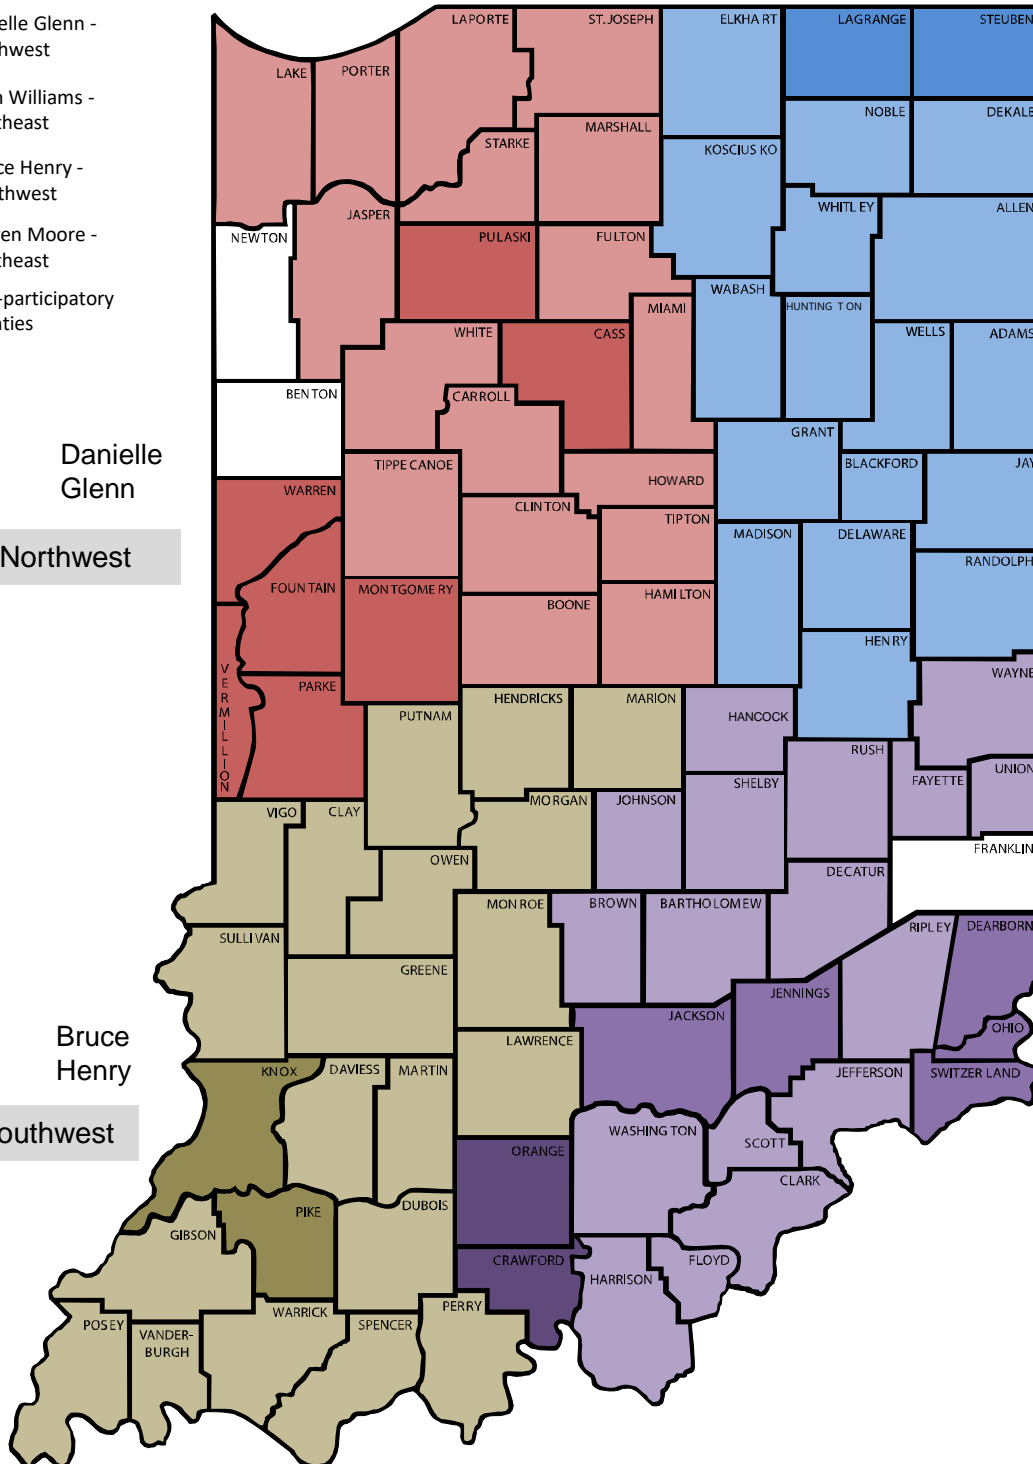 elle Glenn -
hwest
n Williams -
theast
ce Henry -
thwest
en Moore -
theast
-participatory
nties
LAPORTE
ST. JOSEPH
ELKHART
LAGRANGE
STEUBEN
LAKE
PORTER
NOBLE
DEKALB
STARKE
MARSHALL
KOSCIUSKO
JASPER
WHITLEY
ALLEN
NEWTON
PULASKI
FULTON
WABASH
MIAMI
HUNTINGTON
WHITE
CASS
WELLS
ADAMS
BENTON
CARROLL
Danielle
Glenn
GRANT
TIPPECANOE
BLACKFORD
JAY
WARREN
HOWARD
CLINTON
TIPTON
MADISON
DELAWARE
Northwest
RANDOLPH
FOUNTAIN
MONTGOMERY
BOONE
HAMILTON
HENRY
VERMILLION
PARKE
WAYNE
PUTNAM
HENDRICKS
MARION
HANCOCK
RUSH
FAYETTE
UNION
VIGO
CLAY
MORGAN
JOHNSON
SHELBY
FRANKLIN
OWEN
DECATUR
MONROE
BROWN
BARTHOLOMEW
SULLIVAN
RIPLEY
DEARBORN
GREENE
JENNINGS
Bruce
Henry
JACKSON
OHIO
LAWRENCE
KNOX
DAVIESS
MARTIN
JEFFERSON
SWITZERLAND
outhwest
WASHINGTON
SCOTT
ORANGE
CLARK
DUBOIS
PIKE
GIBSON
CRAWFORD
FLOYD
HARRISON
PERRY
WARRICK
SPENCER
POSEY
VANDER-
BURGH